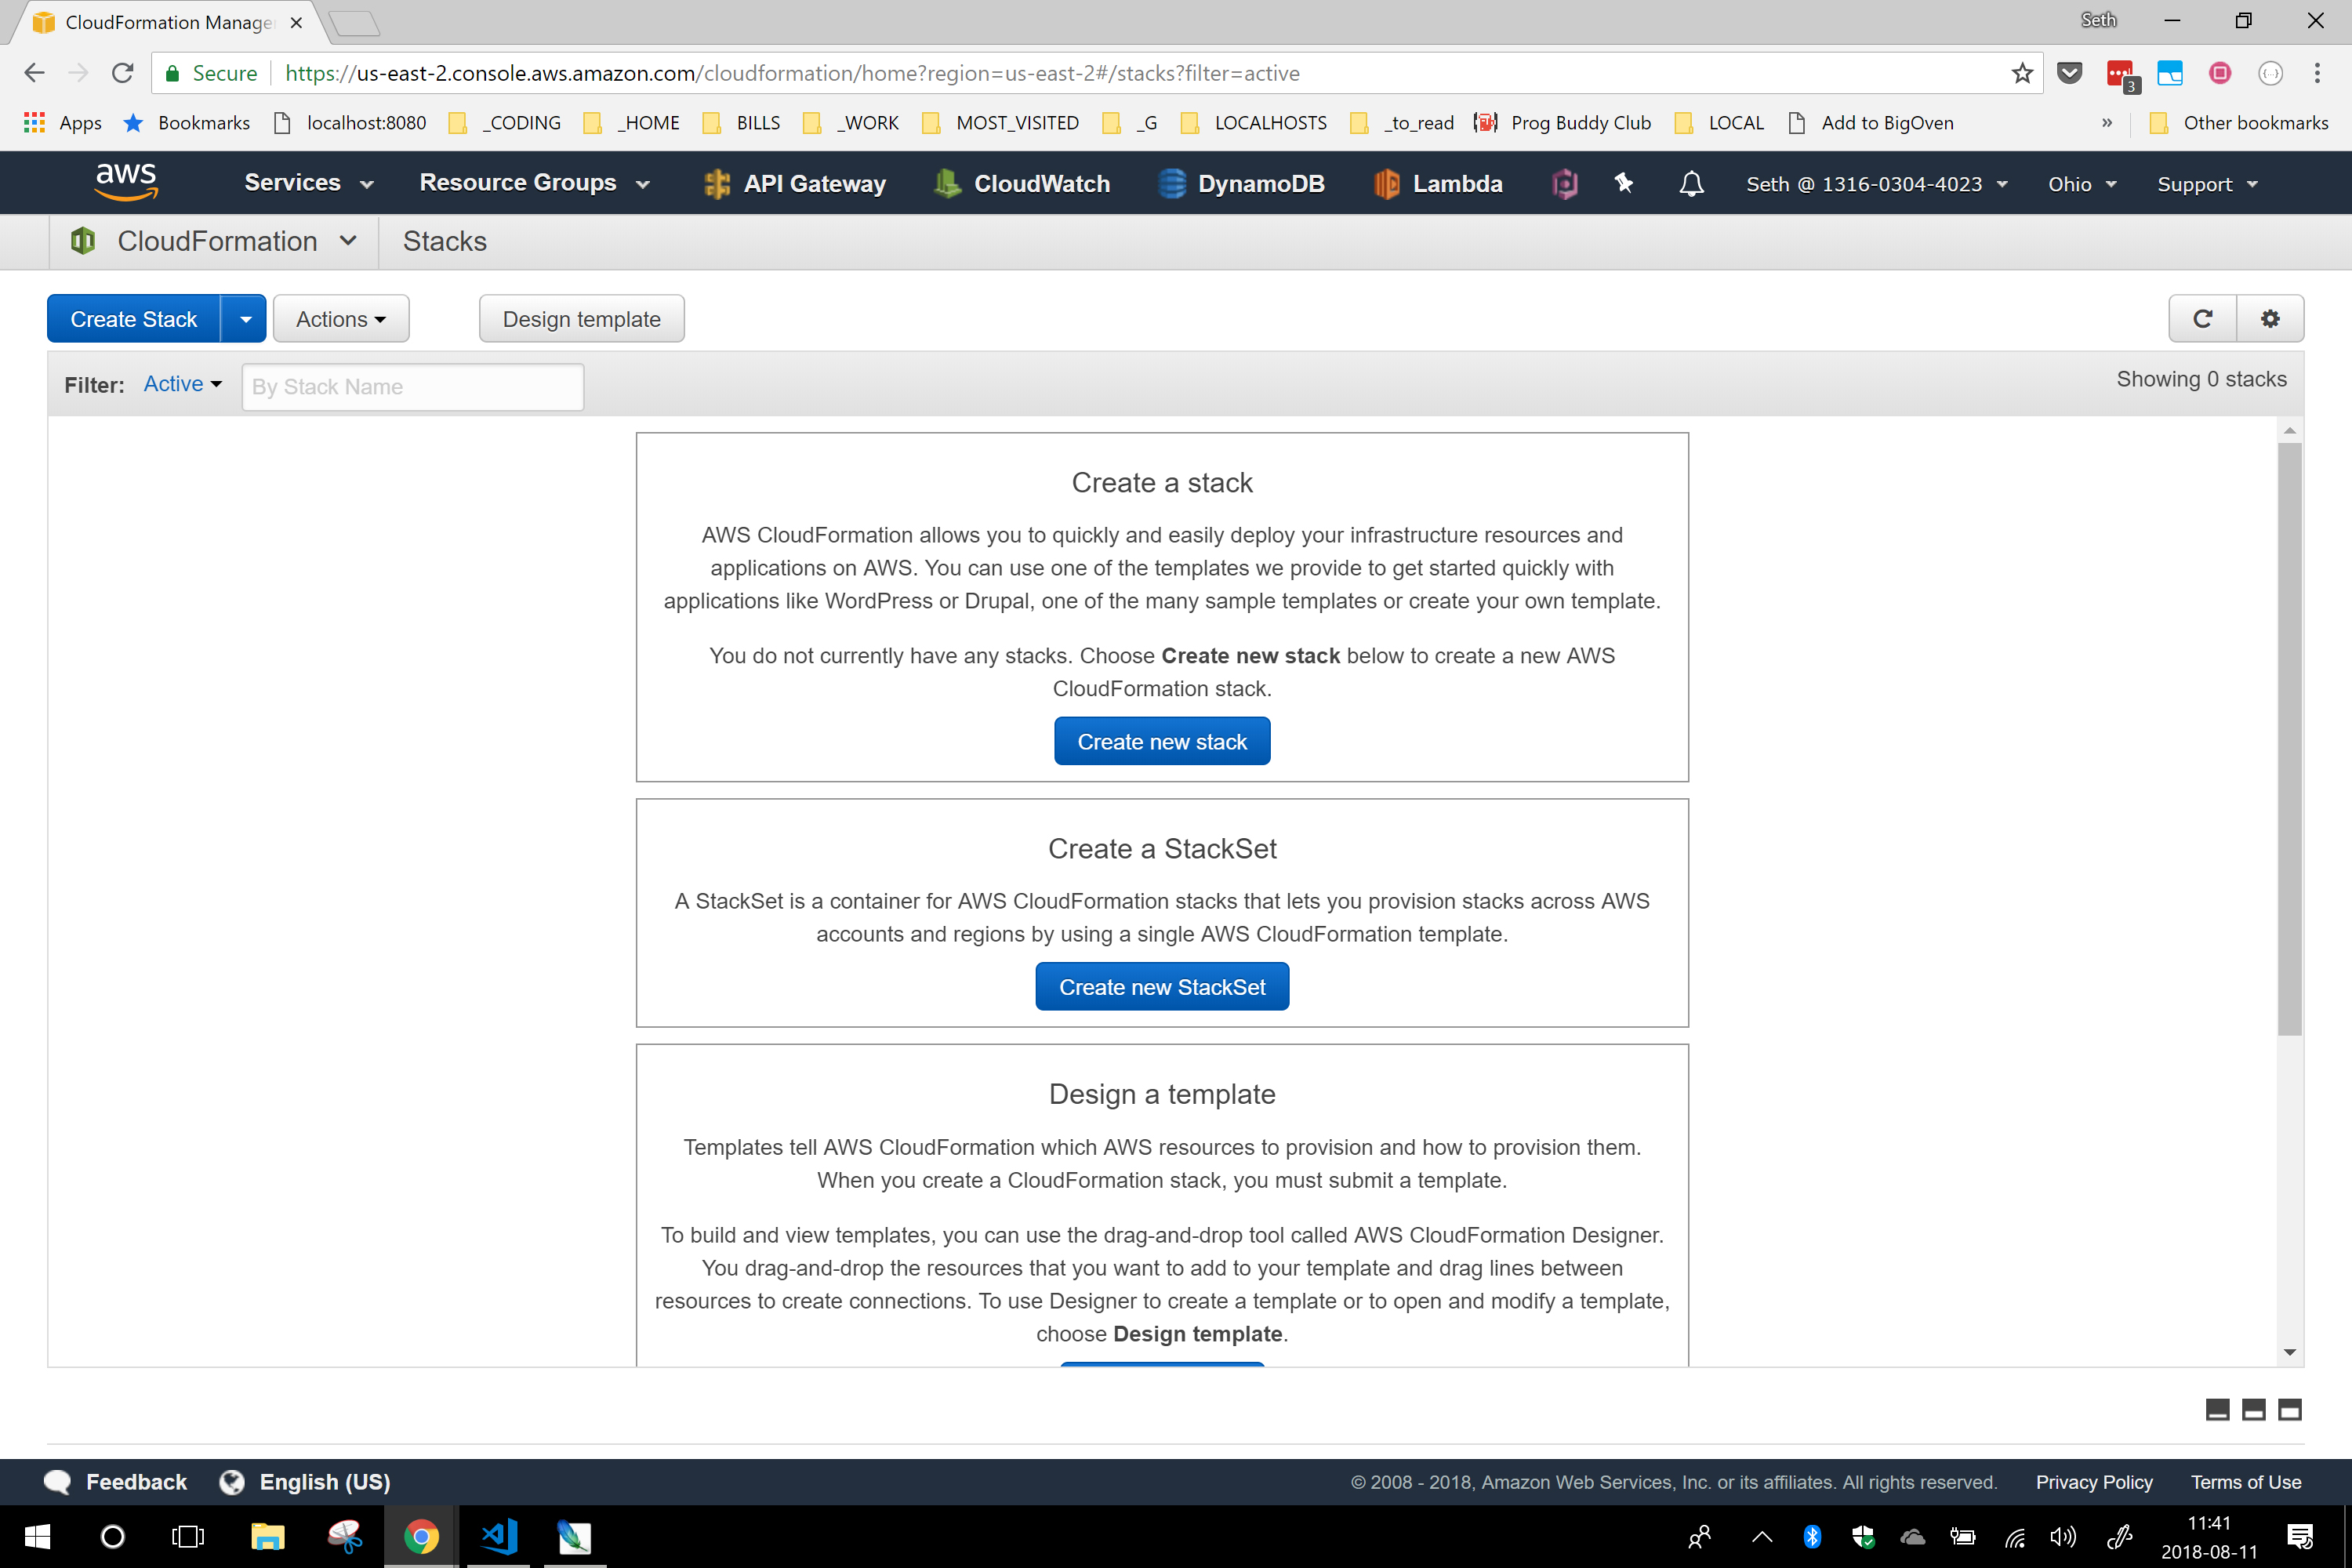 CloudFormation Manage
Seth
Secure https://us-east-2.console.aws.amazon.com/cloudformation/home?region=us-east-2#/stacks?filter=active
3
Apps Bookmarks localhost:8080 _CODING _HOME BILLS _WORK MOST_VISITED _G LOCALHOSTS _to_read Prog Buddy Club LOCAL Add to BigOven » Other bookmarks
aws Services Resource Groups API Gateway CloudWatch DynamoDB Lambda Seth @ 1316-0304-4023 Ohio Support
CloudFormation Stacks
Create Stack Actions Design template
Filter: Active By Stack Name Showing 0 stacks
Create a stack
AWS CloudFormation allows you to quickly and easily deploy your infrastructure resources and
applications on AWS. You can use one of the templates we provide to get started quickly with
applications like WordPress or Drupal, one of the many sample templates or create your own template.
You do not currently have any stacks. Choose Create new stack below to create a new AWS
CloudFormation stack.
Create new stack
Create a StackSet
A StackSet is a container for AWS CloudFormation stacks that lets you provision stacks across AWS
accounts and regions by using a single AWS CloudFormation template.
Create new StackSet
Design a template
Templates tell AWS CloudFormation which AWS resources to provision and how to provision them.
When you create a CloudFormation stack, you must submit a template.
To build and view templates, you can use the drag-and-drop tool called AWS CloudFormation Designer.
You drag-and-drop the resources that you want to add to your template and drag lines between
resources to create connections. To use Designer to create a template or to open and modify a template,
choose Design template.
Feedback English (US) © 2008 - 2018, Amazon Web Services, Inc. or its affiliates. All rights reserved. Privacy Policy Terms of Use
11:41
2018-08-11